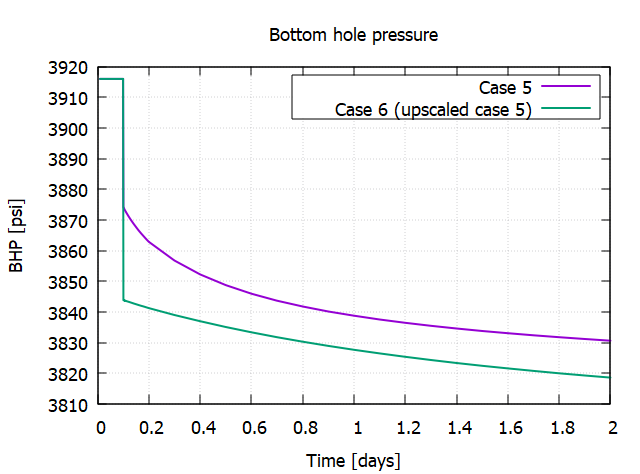 Bottom hole pressure
3920
3910
3900
3890
3880
3870
3860
3850
3840
3830
3820
3810
BHP [psi]
Case 5
Case 6 (upscaled case 5)
0 0.2 0.4 0.6 0.8 1 1.2 1.4 1.6 1.8 2
Time [days]